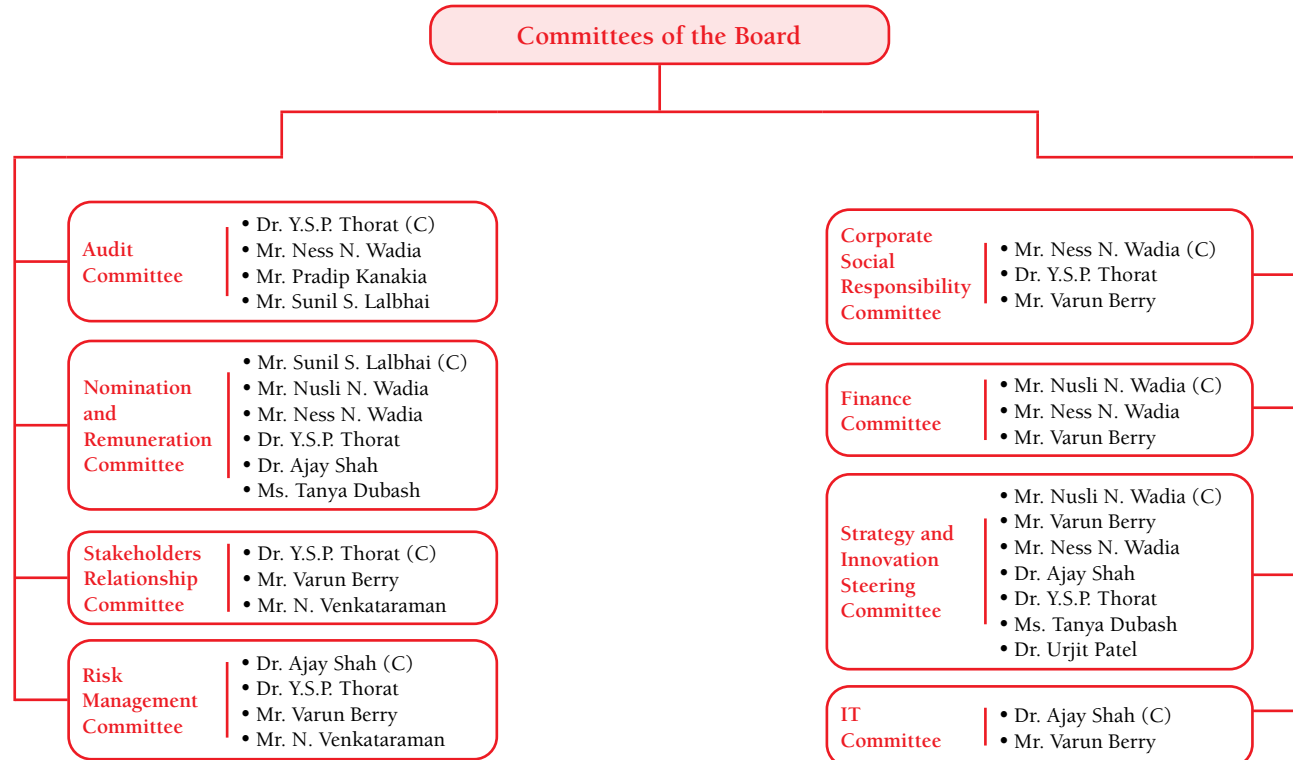 Committees of the Board
Audit
Committee
• Dr. Y.S.P. Thorat (C)
• Mr. Ness N. Wadia
• Mr. Pradip Kanakia
• Mr. Sunil S. Lalbhai
Nomination
and
Remuneration
Committee
• Mr. Sunil S. Lalbhai (C)
• Mr. Nusli N. Wadia
• Mr. Ness N. Wadia
• Dr. Y.S.P. Thorat
• Dr. Ajay Shah
• Ms. Tanya Dubash
Stakeholders
Relationship
Committee
• Dr. Y.S.P. Thorat (C)
• Mr. Varun Berry
• Mr. N. Venkataraman
Risk
Management
Committee
• Dr. Ajay Shah (C)
• Dr. Y.S.P. Thorat
• Mr. Varun Berry
• Mr. N. Venkataraman
Corporate
Social
Responsibility
Committee
• Mr. Ness N. Wadia (C)
• Dr. Y.S.P. Thorat
• Mr. Varun Berry
Finance
Committee
• Mr. Nusli N. Wadia (C)
• Mr. Ness N. Wadia
• Mr. Varun Berry
Strategy and
Innovation
Steering
Committee
• Mr. Nusli N. Wadia (C)
• Mr. Varun Berry
• Mr. Ness N. Wadia
• Dr. Ajay Shah
• Dr. Y.S.P. Thorat
• Ms. Tanya Dubash
• Dr. Urjit Patel
IT
Committee
• Dr. Ajay Shah (C)
• Mr. Varun Berry